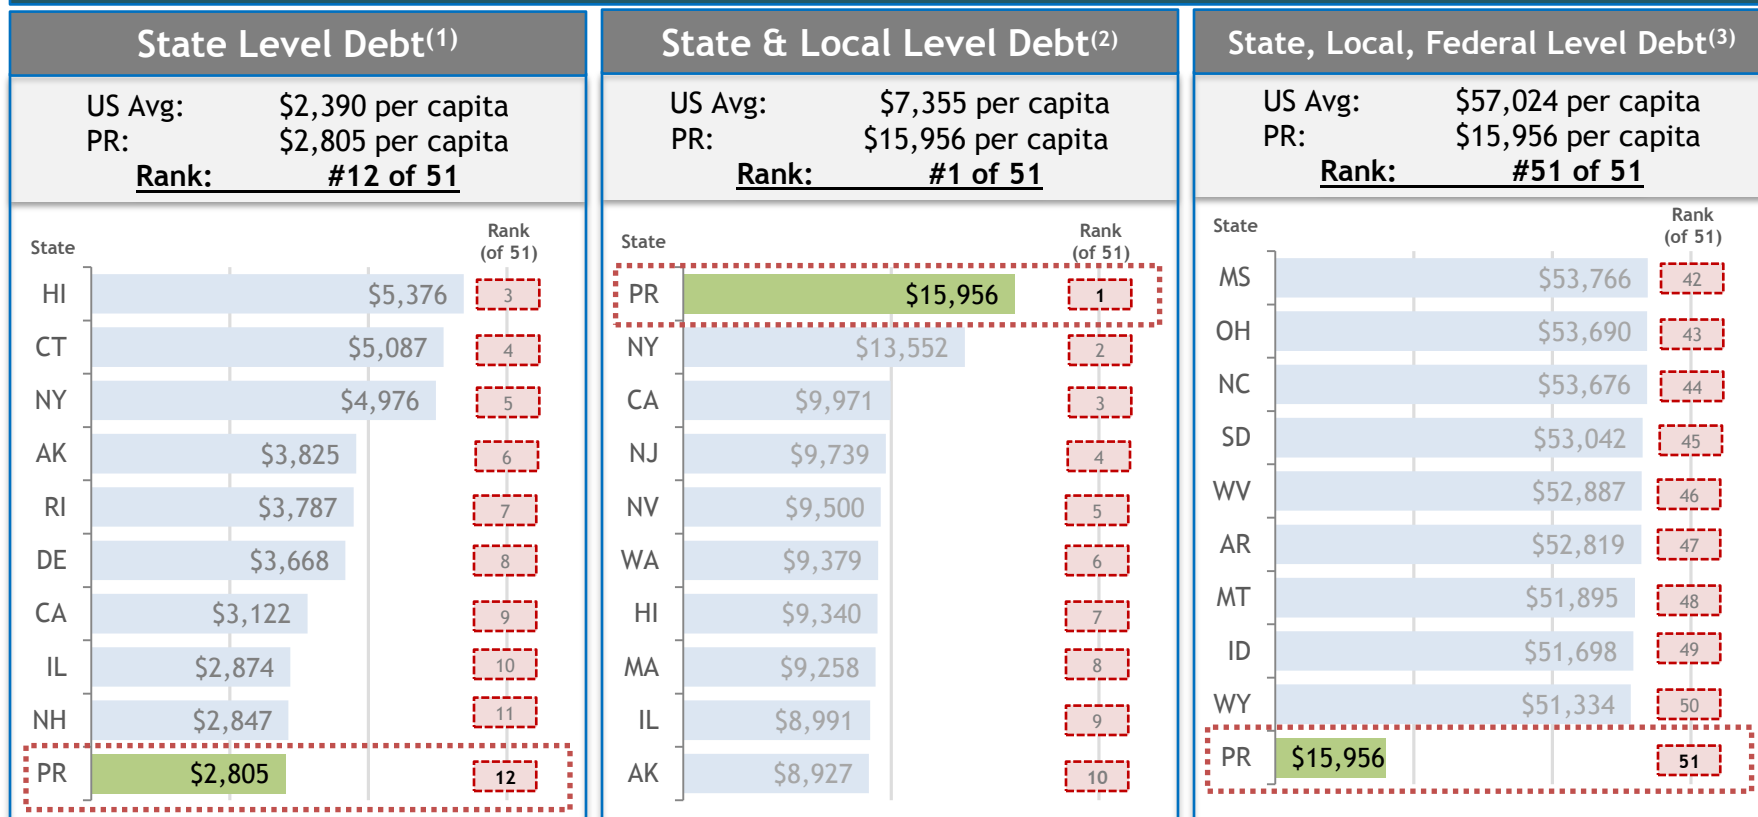 State Level Debt(1)
US Avg: $2,390 per capita
PR: $2,805 per capita
Rank: #12 of 51
State Rank
(of 51)
HI $5,376 3
CT $5,087 4
NY $4,976 5
AK $3,825 6
RI $3,787 7
DE $3,668 8
CA $3,122 9
IL $2,874 10
NH $2,847 11
PR $2,805 12
State & Local Level Debt(2)
US Avg: $7,355 per capita
PR: $15,956 per capita
Rank: #1 of 51
State Rank
(of 51)
PR $15,956 1
NY $13,552 2
CA $9,971 3
NJ $9,739 4
NV $9,500 5
WA $9,379 6
HI $9,340 7
MA $9,258 8
IL $8,991 9
AK $8,927 10
State, Local, Federal Level Debt(3)
US Avg: $57,024 per capita
PR: $15,956 per capita
Rank: #51 of 51
State Rank
(of 51)
MS $53,766 42
OH $53,690 43
NC $53,676 44
SD $53,042 45
WV $52,887 46
AR $52,819 47
MT $51,895 48
ID $51,698 49
WY $51,334 50
PR $15,956 51